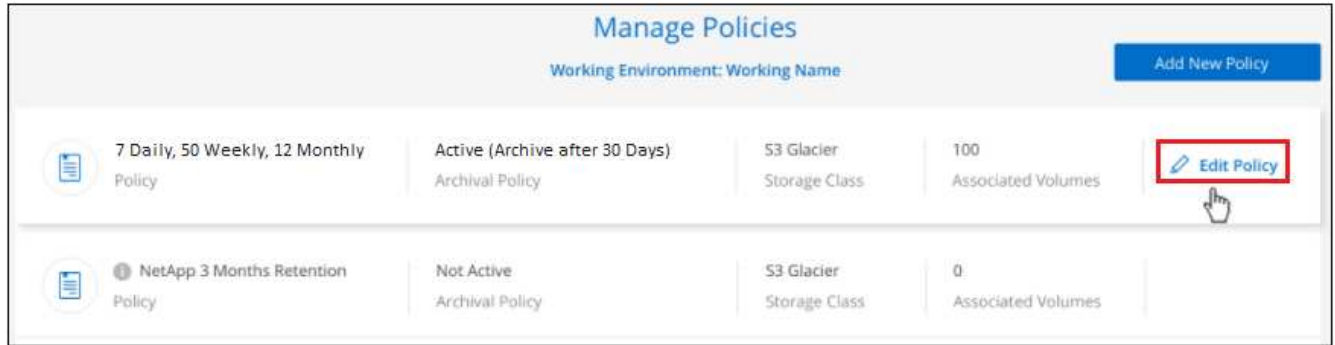 Manage Policies
Working Environment: Working Name
Add New Policy
7 Daily, 50 Weekly, 12 Monthly
Policy
Active (Archive after 30 Days)
Archival Policy
S3 Glacier
Storage Class
100
Associated Volumes
Edit Policy
NetApp 3 Months Retention
Policy
Not Active
Archival Policy
S3 Glacier
Storage Class
0
Associated Volumes